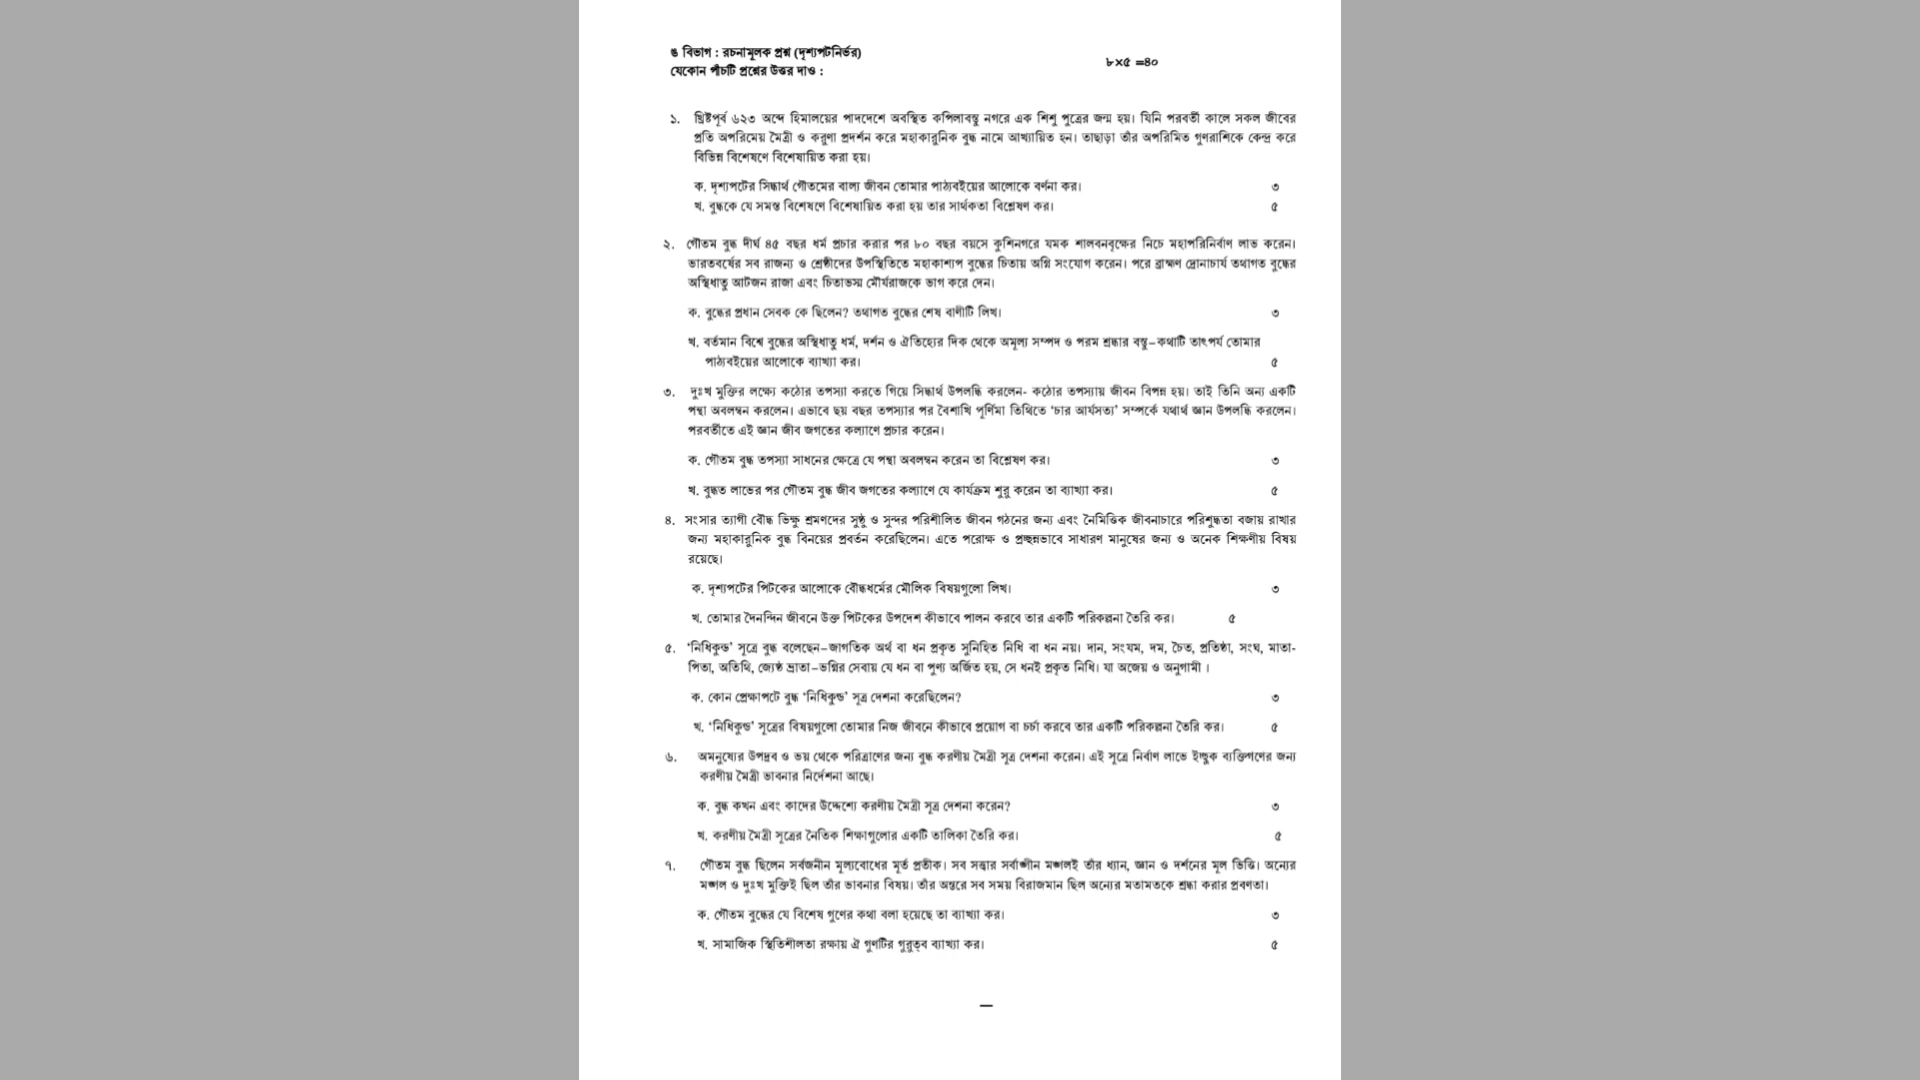 ঙ বিভাগ : রচনামূলক প্রশ্ন (দৃশ্যপটনির্ভর)
যেকোন পাঁচটি প্রশ্নের উত্তর দাও :
৮×৫ =৪০
১. খ্রিষ্টপূর্ব ৬২৩ অব্দে হিমালয়ের পাদদেশে অবস্থিত কপিলাবস্তু নগরে এক শিশু পুত্রের জন্ম হয়। যিনি পরবর্তী কালে সকল জীবের
প্রতি অপরিমেয় মৈত্রী ও করুণা প্রদর্শন করে মহাকারুনিক বুদ্ধ নামে আখ্যায়িত হন। তাছাড়া তাঁর অপরিমিত গুণরাশিকে কেন্দ্র করে
বিভিন্ন বিশেষণে বিশেষায়িত করা হয়।
ক. দৃশ্যপটের সিদ্ধার্থ গৌতমের বাল্য জীবন তোমার পাঠ্যবইয়ের আলোকে বর্ণনা কর। ৩
খ. বুদ্ধকে যে সমস্ত বিশেষণে বিশেষায়িত করা হয় তার সার্থকতা বিশ্লেষণ কর। ৫
২. গৌতম বুদ্ধ দীর্ঘ ৪৫ বছর ধর্ম প্রচার করার পর ৮০ বছর বয়সে কুশিনগরে যমক শালবনবৃক্ষের নিচে মহাপরিনির্বাণ লাভ করেন।
ভারতবর্ষের সব রাজন্য ও শ্রেষ্ঠীদের উপস্থিতিতে মহাকাশ্যপ বুদ্ধের চিতায় অগ্নি সংযোগ করেন। পরে ব্রাহ্মণ দ্রোনাচার্য তথাগত বুদ্ধের
অস্থিধাতু আটজন রাজা এবং চিতাভস্ম মৌর্যরাজকে ভাগ করে দেন।
ক. বুদ্ধের প্রধান সেবক কে ছিলেন? তথাগত বুদ্ধের শেষ বাণীটি লিখ। ৩
খ. বর্তমান বিশ্বে বুদ্ধের অস্থিধাতু ধর্ম, দর্শন ও ঐতিহ্যের দিক থেকে অমূল্য সম্পদ ও পরম শ্রদ্ধার বস্তু–কথাটি তাৎপর্য তোমার
পাঠ্যবইয়ের আলোকে ব্যাখ্যা কর। ৫
৩. দুঃখ মুক্তির লক্ষ্যে কঠোর তপস্যা করতে গিয়ে সিদ্ধার্থ উপলব্ধি করলেন- কঠোর তপস্যায় জীবন বিপন্ন হয়। তাই তিনি অন্য একটি
পন্থা অবলম্বন করলেন। এভাবে ছয় বছর তপস্যার পর বৈশাখি পূর্ণিমা তিথিতে ‘চার আর্যসত্য’ সম্পর্কে যথার্থ জ্ঞান উপলব্ধি করলেন।
পরবর্তীতে এই জ্ঞান জীব জগতের কল্যাণে প্রচার করেন।
ক. গৌতম বুদ্ধ তপস্যা সাধনের ক্ষেত্রে যে পন্থা অবলম্বন করেন তা বিশ্লেষণ কর। ৩
খ. বুদ্ধত লাভের পর গৌতম বুদ্ধ জীব জগতের কল্যাণে যে কার্যক্রম শুরু করেন তা ব্যাখ্যা কর। ৫
৪. সংসার ত্যাগী বৌদ্ধ ভিক্ষু শ্রমণদের সুষ্ঠু ও সুন্দর পরিশীলিত জীবন গঠনের জন্য এবং নৈমিত্তিক জীবনাচারে পরিশুদ্ধতা বজায় রাখার
জন্য মহাকারুনিক বুদ্ধ বিনয়ের প্রবর্তন করেছিলেন। এতে পরোক্ষ ও প্রচ্ছন্নভাবে সাধারণ মানুষের জন্য ও অনেক শিক্ষণীয় বিষয়
রয়েছে।
ক. দৃশ্যপটের পিটকের আলোকে বৌদ্ধধর্মের মৌলিক বিষয়গুলো লিখ। ৩
খ. তোমার দৈনন্দিন জীবনে উক্ত পিটকের উপদেশ কীভাবে পালন করবে তার একটি পরিকল্পনা তৈরি কর। ৫
৫. ‘নিধিকুন্ড’ সূত্রে বুদ্ধ বলেছেন–জাগতিক অর্থ বা ধন প্রকৃত সুনিহিত নিধি বা ধন নয়। দান, সংযম, দম, চৈত, প্রতিষ্ঠা, সংঘ, মাতা-
পিতা, অতিথি, জ্যেষ্ঠ ভ্রাতা–ভগ্নির সেবায় যে ধন বা পুণ্য অর্জিত হয়, সে ধনই প্রকৃত নিধি। যা অজেয় ও অনুগামী ।
ক. কোন প্রেক্ষাপটে বুদ্ধ ‘নিধিকুন্ড’ সূত্র দেশনা করেছিলেন? ৩
খ. ‘নিধিকুন্ড’ সূত্রের বিষয়গুলো তোমার নিজ জীবনে কীভাবে প্রয়োগ বা চর্চা করবে তার একটি পরিকল্পনা তৈরি কর। ৫
৬. অমনুষ্যের উপদ্রব ও ভয় থেকে পরিত্রাণের জন্য বুদ্ধ করণীয় মৈত্রী সূত্র দেশনা করেন। এই সূত্রে নির্বাণ লাভে ইচ্ছুক ব্যক্তিগণের জন্য
করণীয় মৈত্রী ভাবনার নির্দেশনা আছে।
ক. বুদ্ধ কখন এবং কাদের উদ্দেশ্যে করণীয় মৈত্রী সূত্র দেশনা করেন? ৩
খ. করণীয় মৈত্রী সূত্রের নৈতিক শিক্ষাগুলোর একটি তালিকা তৈরি কর। ৫
৭. গৌতম বুদ্ধ ছিলেন সর্বজনীন মূল্যবোধের মূর্ত প্রতীক। সব সত্ত্বার সর্বাঙ্গীন মঙ্গলই তাঁর ধ্যান, জ্ঞান ও দর্শনের মূল ভিত্তি। অন্যের
মঙ্গল ও দুঃখ মুক্তিই ছিল তাঁর ভাবনার বিষয়। তাঁর অন্তরে সব সময় বিরাজমান ছিল অন্যের মতামতকে শ্রদ্ধা করার প্রবণতা।
ক. গৌতম বুদ্ধের যে বিশেষ গুণের কথা বলা হয়েছে তা ব্যাখ্যা কর। ৩
খ. সামাজিক স্থিতিশীলতা রক্ষায় ঐ গুণটির গুরুত্ব ব্যাখ্যা কর। ৫